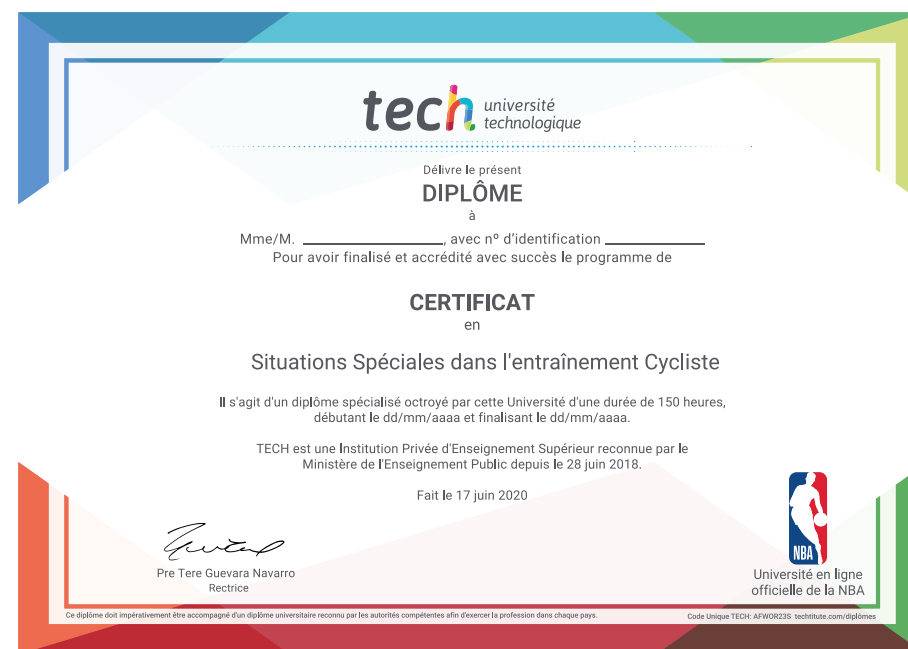 tech université
technologique
Délivre le présent
DIPLÔME
à
Mme/M. ____________________, avec nº d'identification ______________
Pour avoir finalisé et accrédité avec succès le programme de
CERTIFICAT
en
Situations Spéciales dans l'entraînement Cycliste
Il s'agit d'un diplôme spécialisé octroyé par cette Université d'une durée de 150 heures,
débutant le dd/mm/aaaa et finalisant le dd/mm/aaaa.
TECH est une Institution Privée d'Enseignement Supérieur reconnue par le
Ministère de l'Enseignement Public depuis le 28 juin 2018.
Fait le 17 juin 2020
Pre Tere Guevara Navarro
Rectrice
NBA
Université en ligne
officielle de la NBA
Ce diplôme doit impérativement être accompagné d'un diplôme universitaire reconnu par les autorités compétentes afin d'exercer la profession dans chaque pays.
Code Unique TECH: AFWOR23S techtitute.com/diplômes